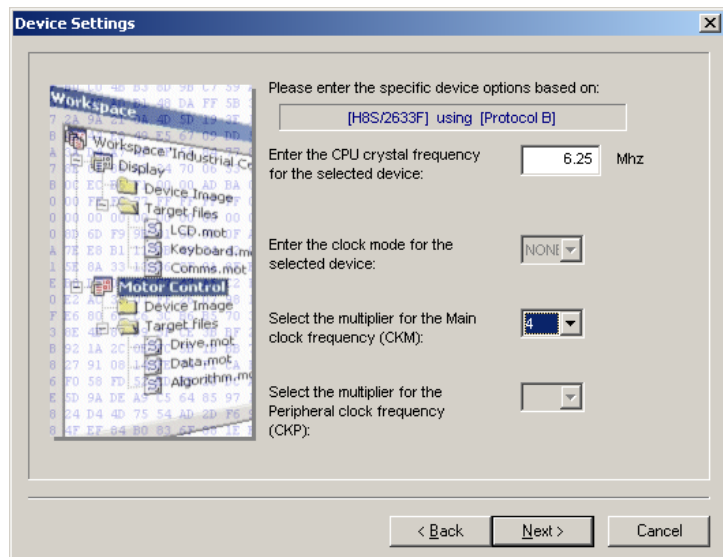 Device Settings
Please enter the specific device options based on:
[H8S/2633F] using [Protocol B]
Enter the CPU crystal frequency
for the selected device:
6.25 Mhz
Enter the clock mode for the
selected device:
NONE
Select the multiplier for the Main
clock frequency (CKM):
4
Select the multiplier for the
Peripheral clock frequency
(CKP):
Workspace
Workspace 'Industrial Co
Display
Device Image
Target files
LCD.mot
Keyboard.m
Comms.mot
Motor Control
Device Image
Target files
Drive.mot
Data.mot
Algorithm.mo
< Back
Next >
Cancel